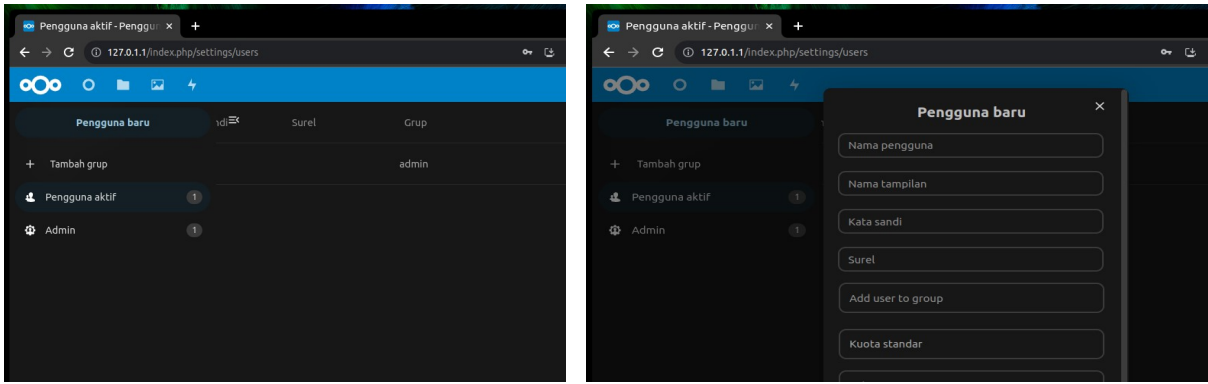 Pengguna aktif - Penggun
127.0.1.1/index.php/settings/users
Pengguna baru
Surel
Grup
Tambah grup
admin
Pengguna aktif
1
Admin
1
Pengguna aktif - Penggun
127.0.1.1/index.php/settings/users
Pengguna baru
Tambah grup
Pengguna aktif
1
Admin
1
Pengguna baru
Nama pengguna
Nama tampilan
Kata sandi
Surel
Add user to group
Kuota standar